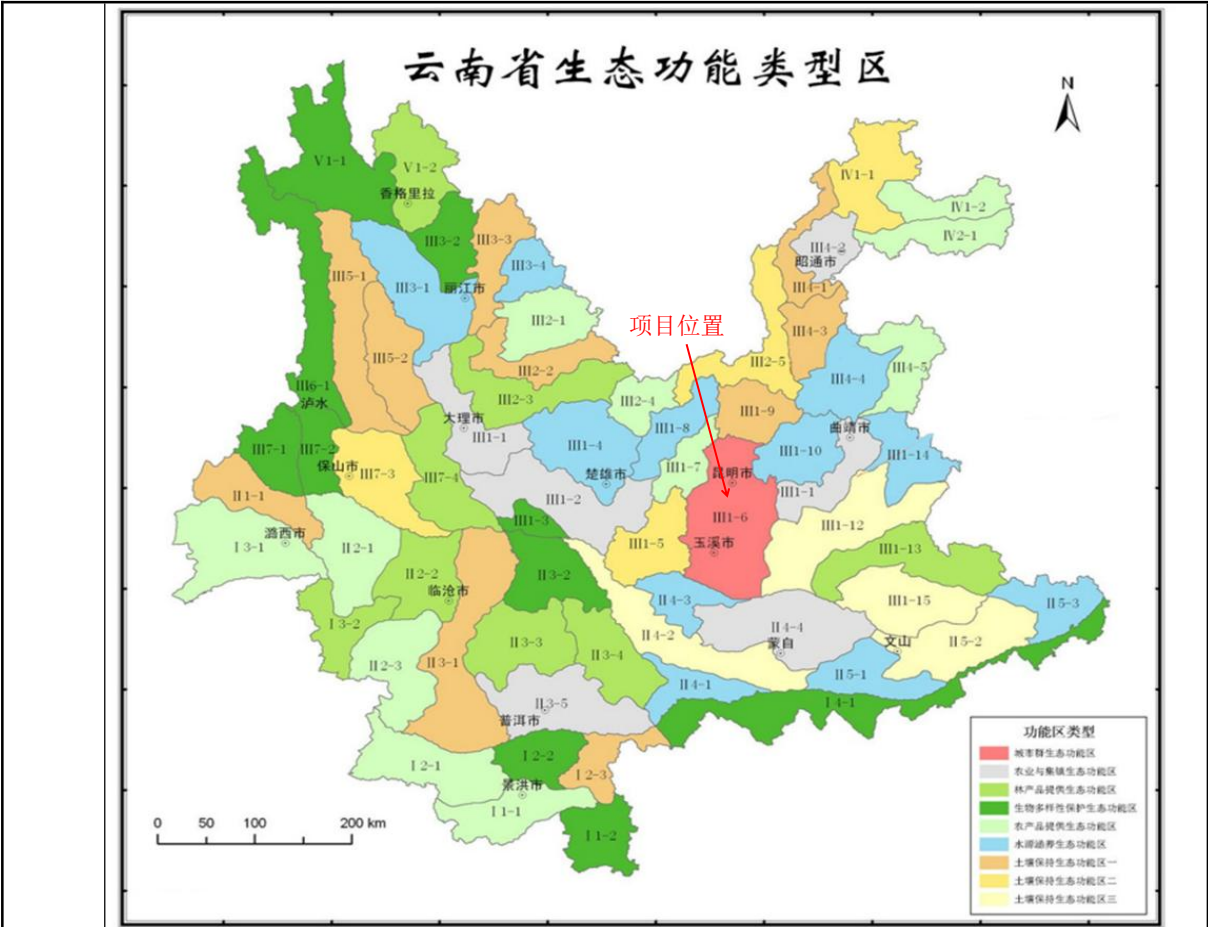 云南省生态功能类型区
N
Ⅴ1-1
Ⅴ1-2
香格里拉
Ⅳ1-1
Ⅳ1-2
Ⅳ2-1
Ⅲ3-2
Ⅲ3-3
Ⅲ3-4
Ⅲ4-2
昭通市
Ⅲ5-1
Ⅲ3-1
丽江市
Ⅲ4-1
Ⅲ2-1
项目位置
Ⅲ4-3
Ⅲ5-2
Ⅲ2-2
Ⅲ2-5
Ⅲ4-4
Ⅲ4-5
Ⅲ6-1
泸水
Ⅲ2-3
Ⅲ2-4
Ⅲ1-9
大理市
Ⅲ1-1
Ⅲ1-4
Ⅲ1-8
曲靖市
Ⅲ7-1
Ⅲ7-2
Ⅲ1-10
Ⅲ1-14
保山市
Ⅲ7-3
Ⅲ7-4
楚雄市
Ⅲ1-7
昆明市
Ⅱ1-1
Ⅲ1-2
Ⅲ1-1
Ⅲ1-3
Ⅲ1-6
Ⅲ1-12
潞西市
Ⅰ3-1
Ⅱ2-1
Ⅲ1-5
玉溪市
Ⅲ1-13
Ⅱ2-2
临沧市
Ⅱ3-2
Ⅱ4-3
Ⅲ1-15
Ⅱ5-3
Ⅰ3-2
Ⅱ4-2
Ⅱ4-4
蒙自
文山
Ⅱ5-2
Ⅱ2-3
Ⅱ3-1
Ⅱ3-3
Ⅱ3-4
Ⅱ4-1
Ⅱ5-1
Ⅱ3-5
普洱市
Ⅰ4-1
Ⅰ2-1
Ⅰ2-2
Ⅰ2-3
景洪市
Ⅰ1-1
Ⅰ1-2
0 50 100 200 km
功能区类型
城市群生态功能区
农业与集镇生态功能区
林产品提供生态功能区
生物多样性保护生态功能区
农产品提供生态功能区
水源涵养生态功能区
土壤保持生态功能区一
土壤保持生态功能区二
土壤保持生态功能区三